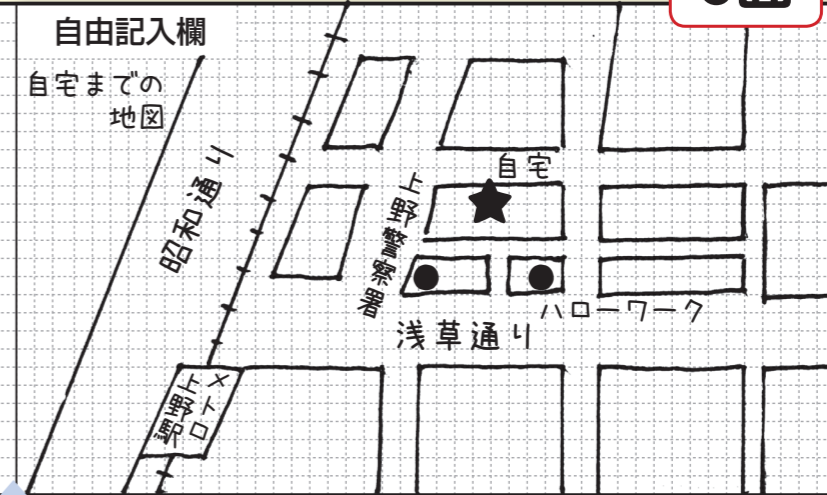 自由記入欄
自宅までの
地図
昭和通り
上野警察署
自宅
ハローワーク
浅草通り
メトロ
上野駅